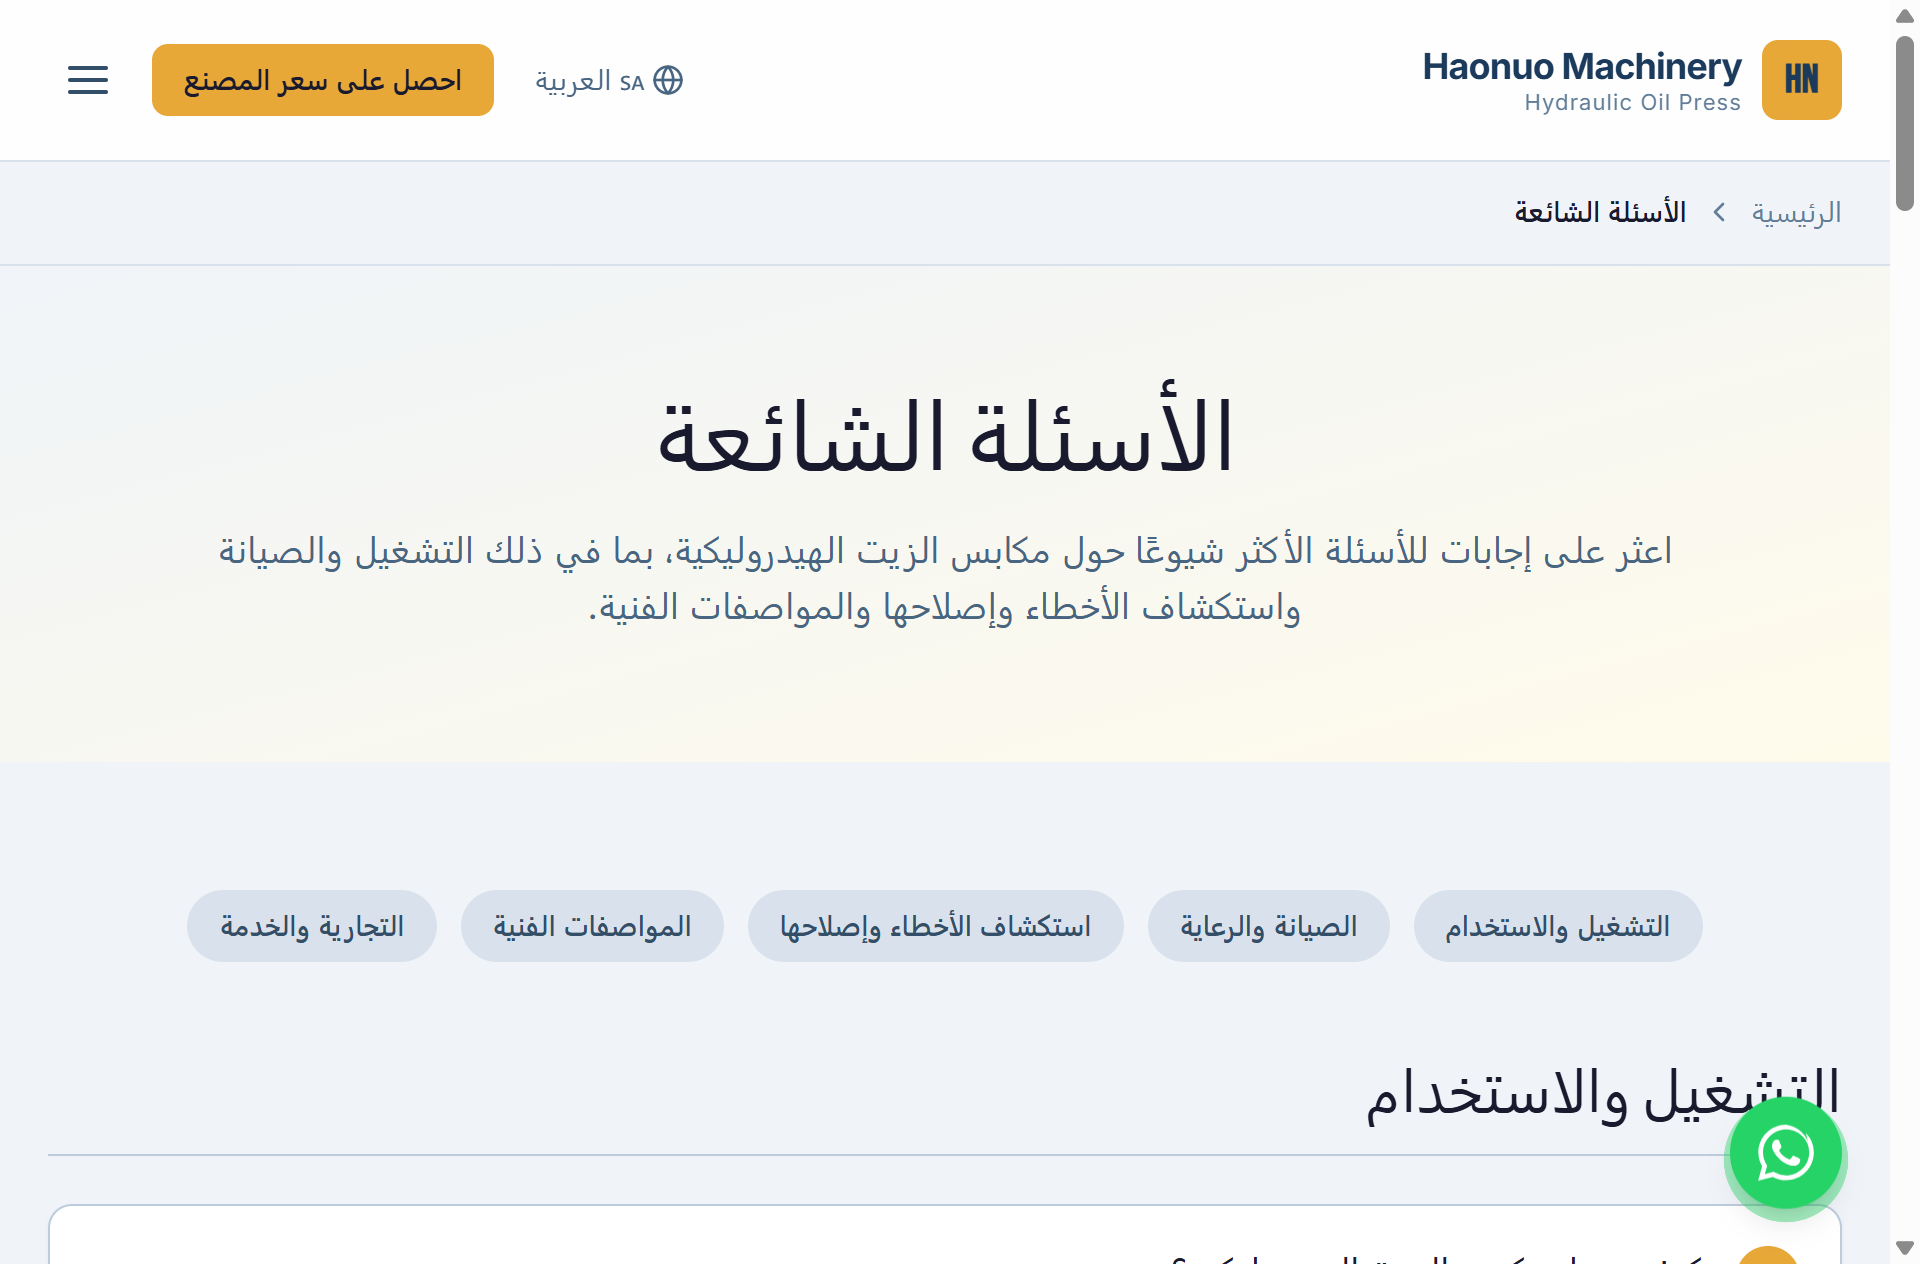 HN
Haonuo Machinery
Hydraulic Oil Press
SA العربية
احصل على سعر المصنع
الرئيسية
الأسئلة الشائعة
الأسئلة الشائعة
اعثر على إجابات للأسئلة الأكثر شيوعًا حول مكابس الزيت الهيدروليكية، بما في ذلك التشغيل والصيانة
واستكشاف الأخطاء وإصلاحها والمواصفات الفنية.
التشغيل والاستخدام
الصيانة والرعاية
استكشاف الأخطاء وإصلاحها
المواصفات الفنية
التجارية والخدمة
التشغيل والاستخدام